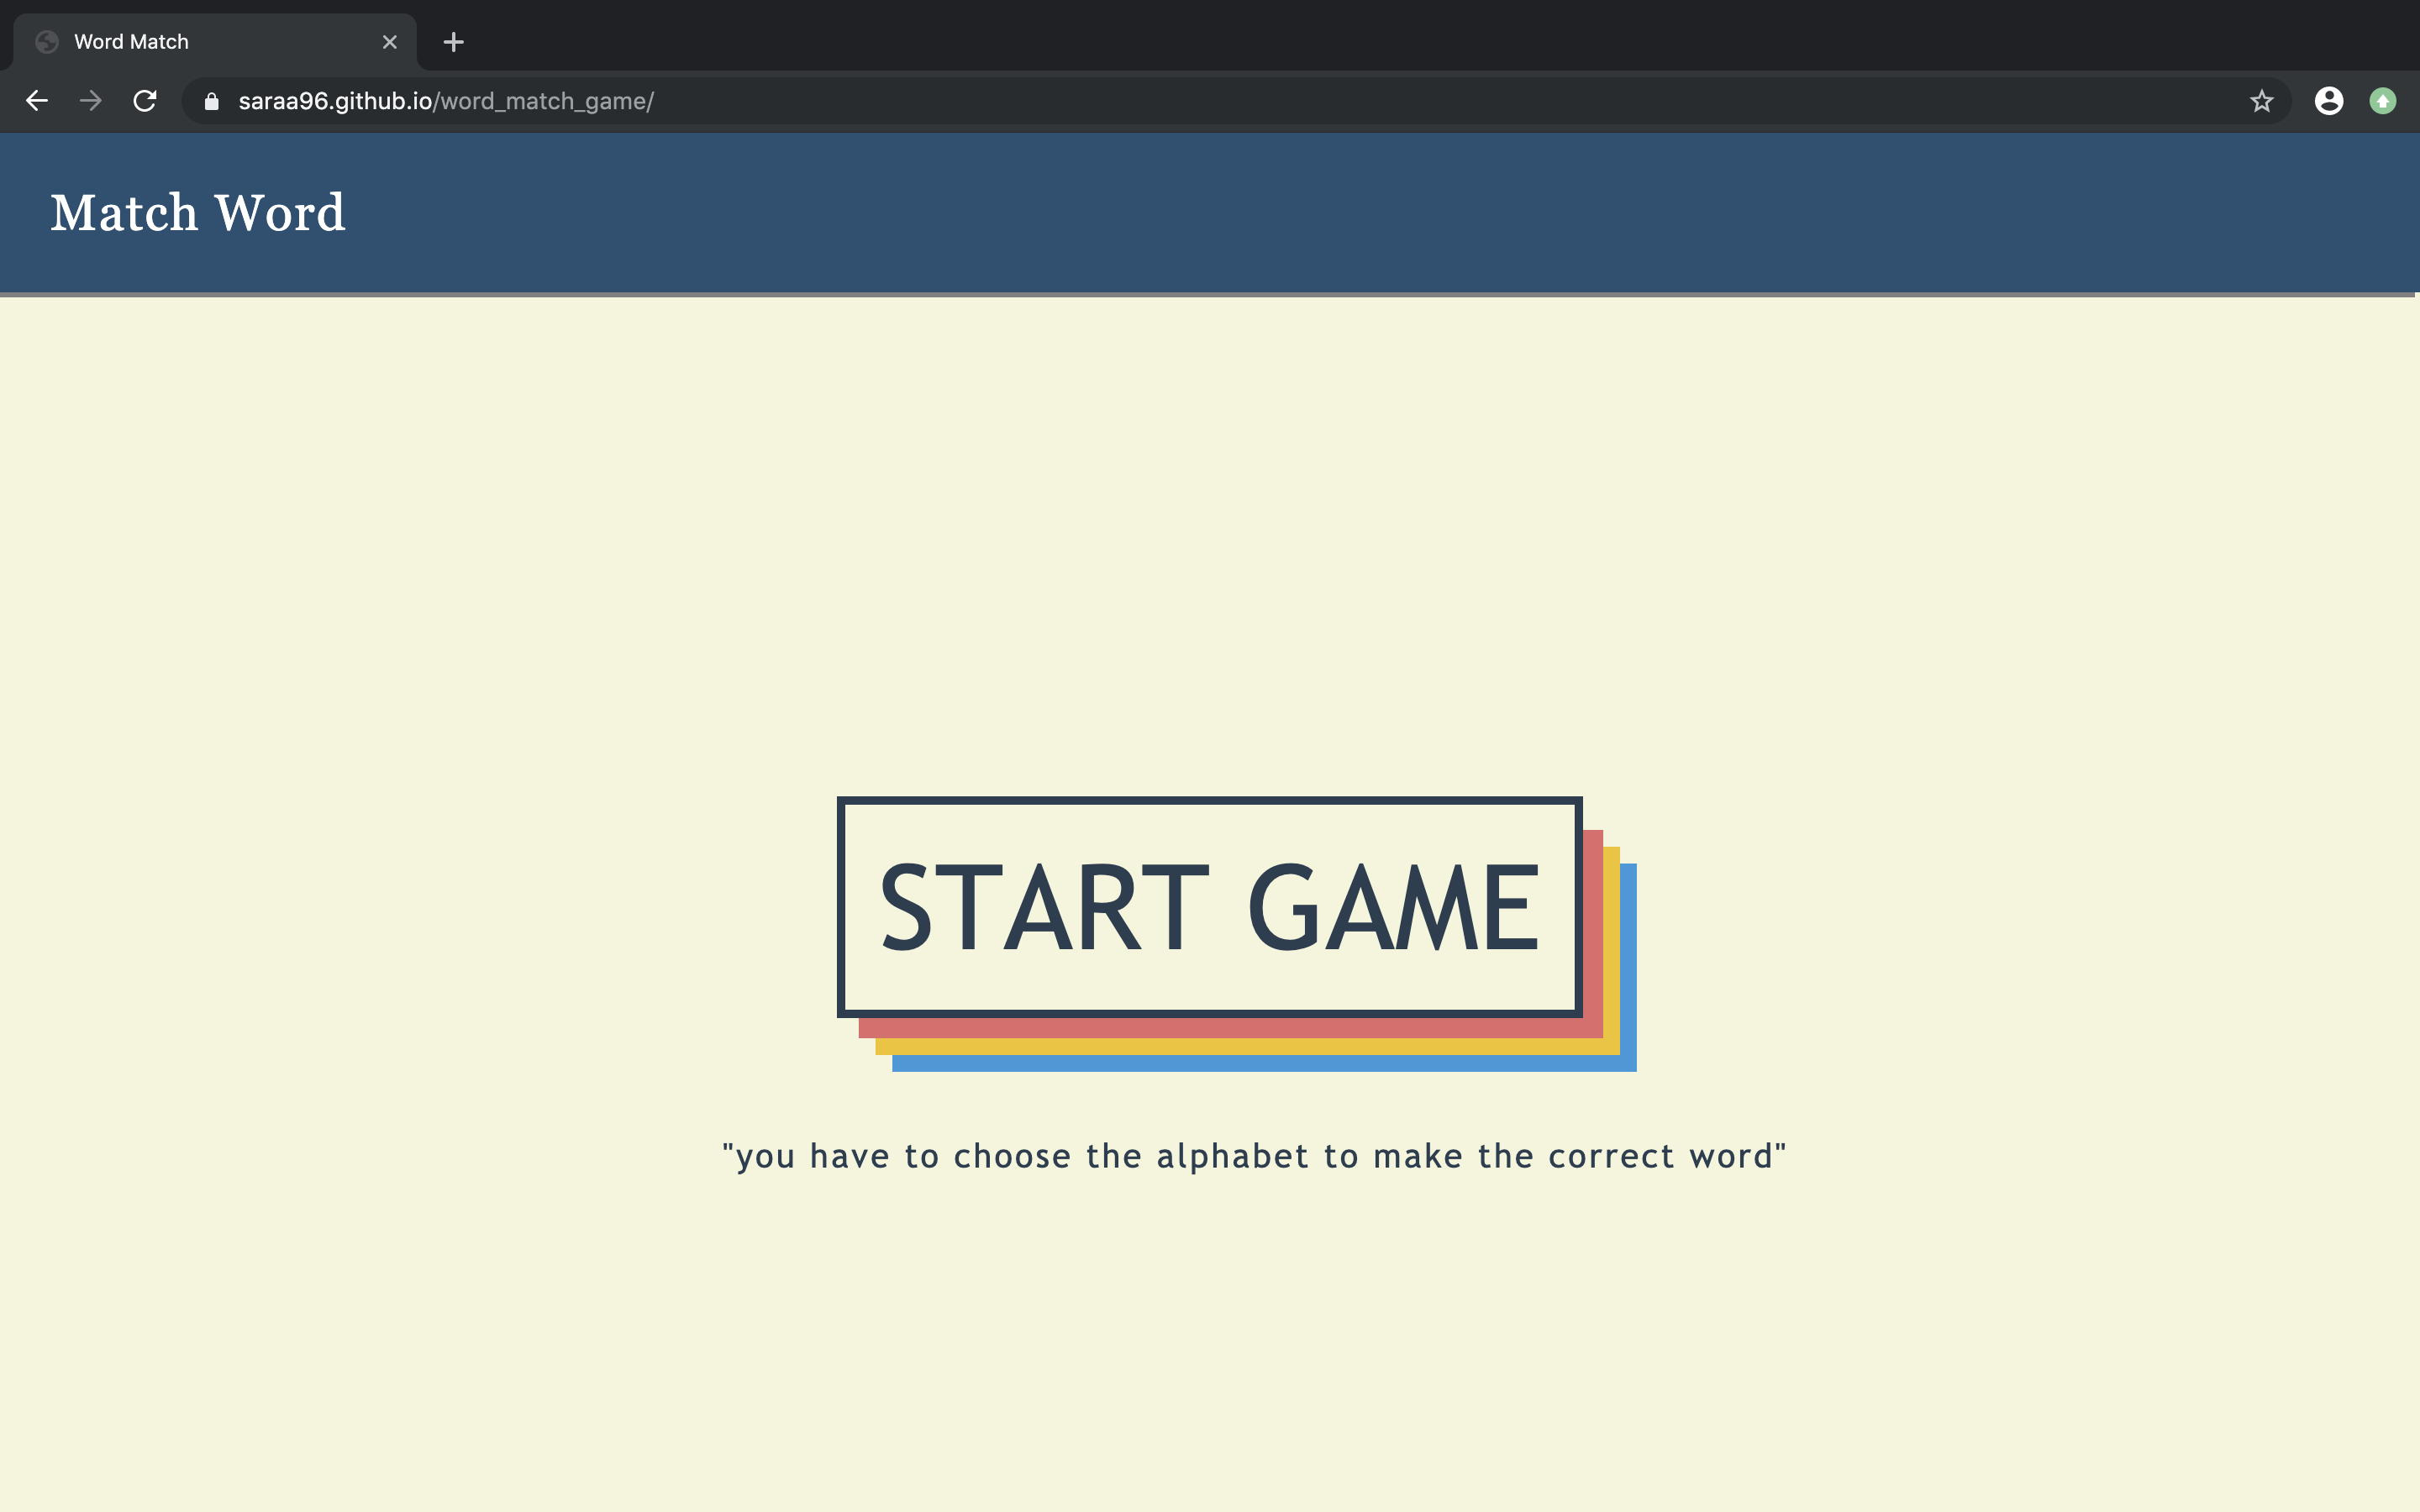 Word Match
saraa96.github.io/word_match_game/
Match Word
START GAME
"you have to choose the alphabet to make the correct word"